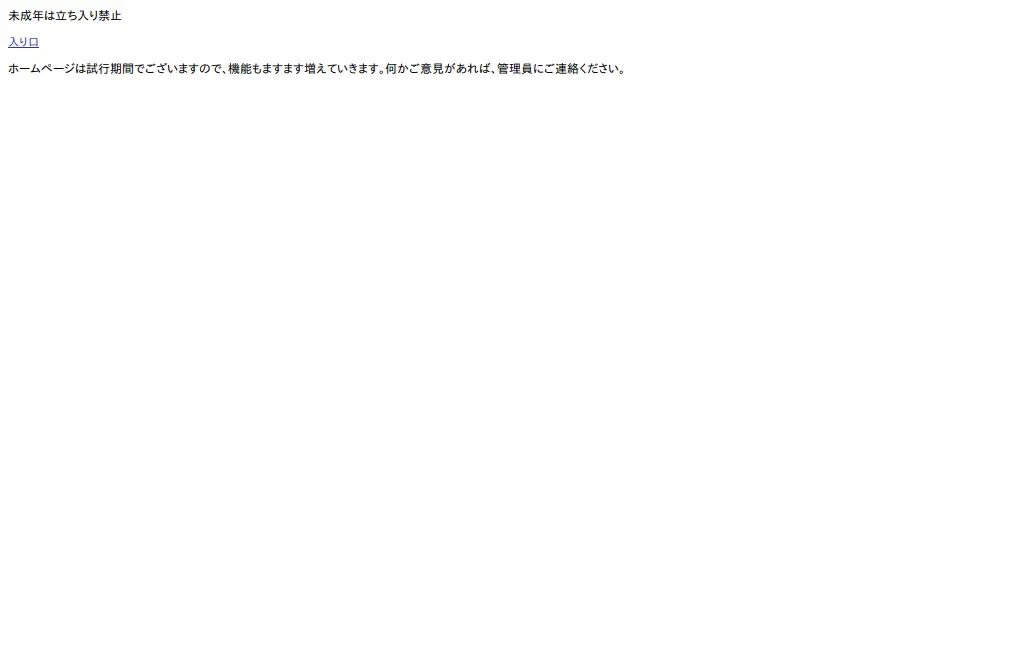 未成年は立ち入り禁止
入り口
ホームページは試行期間でございますので、機能もますます増えていきます。何かご意見があれば、管理員にご連絡ください。